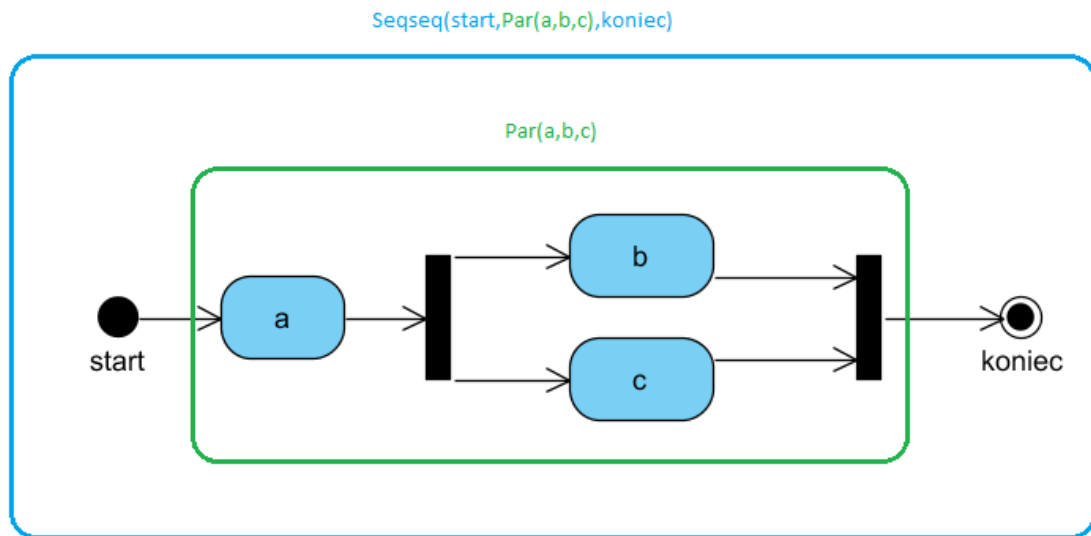 Seqseq(start,Par(a,b,c),koniec)
Par(a,b,c)
b
a
start
c
koniec